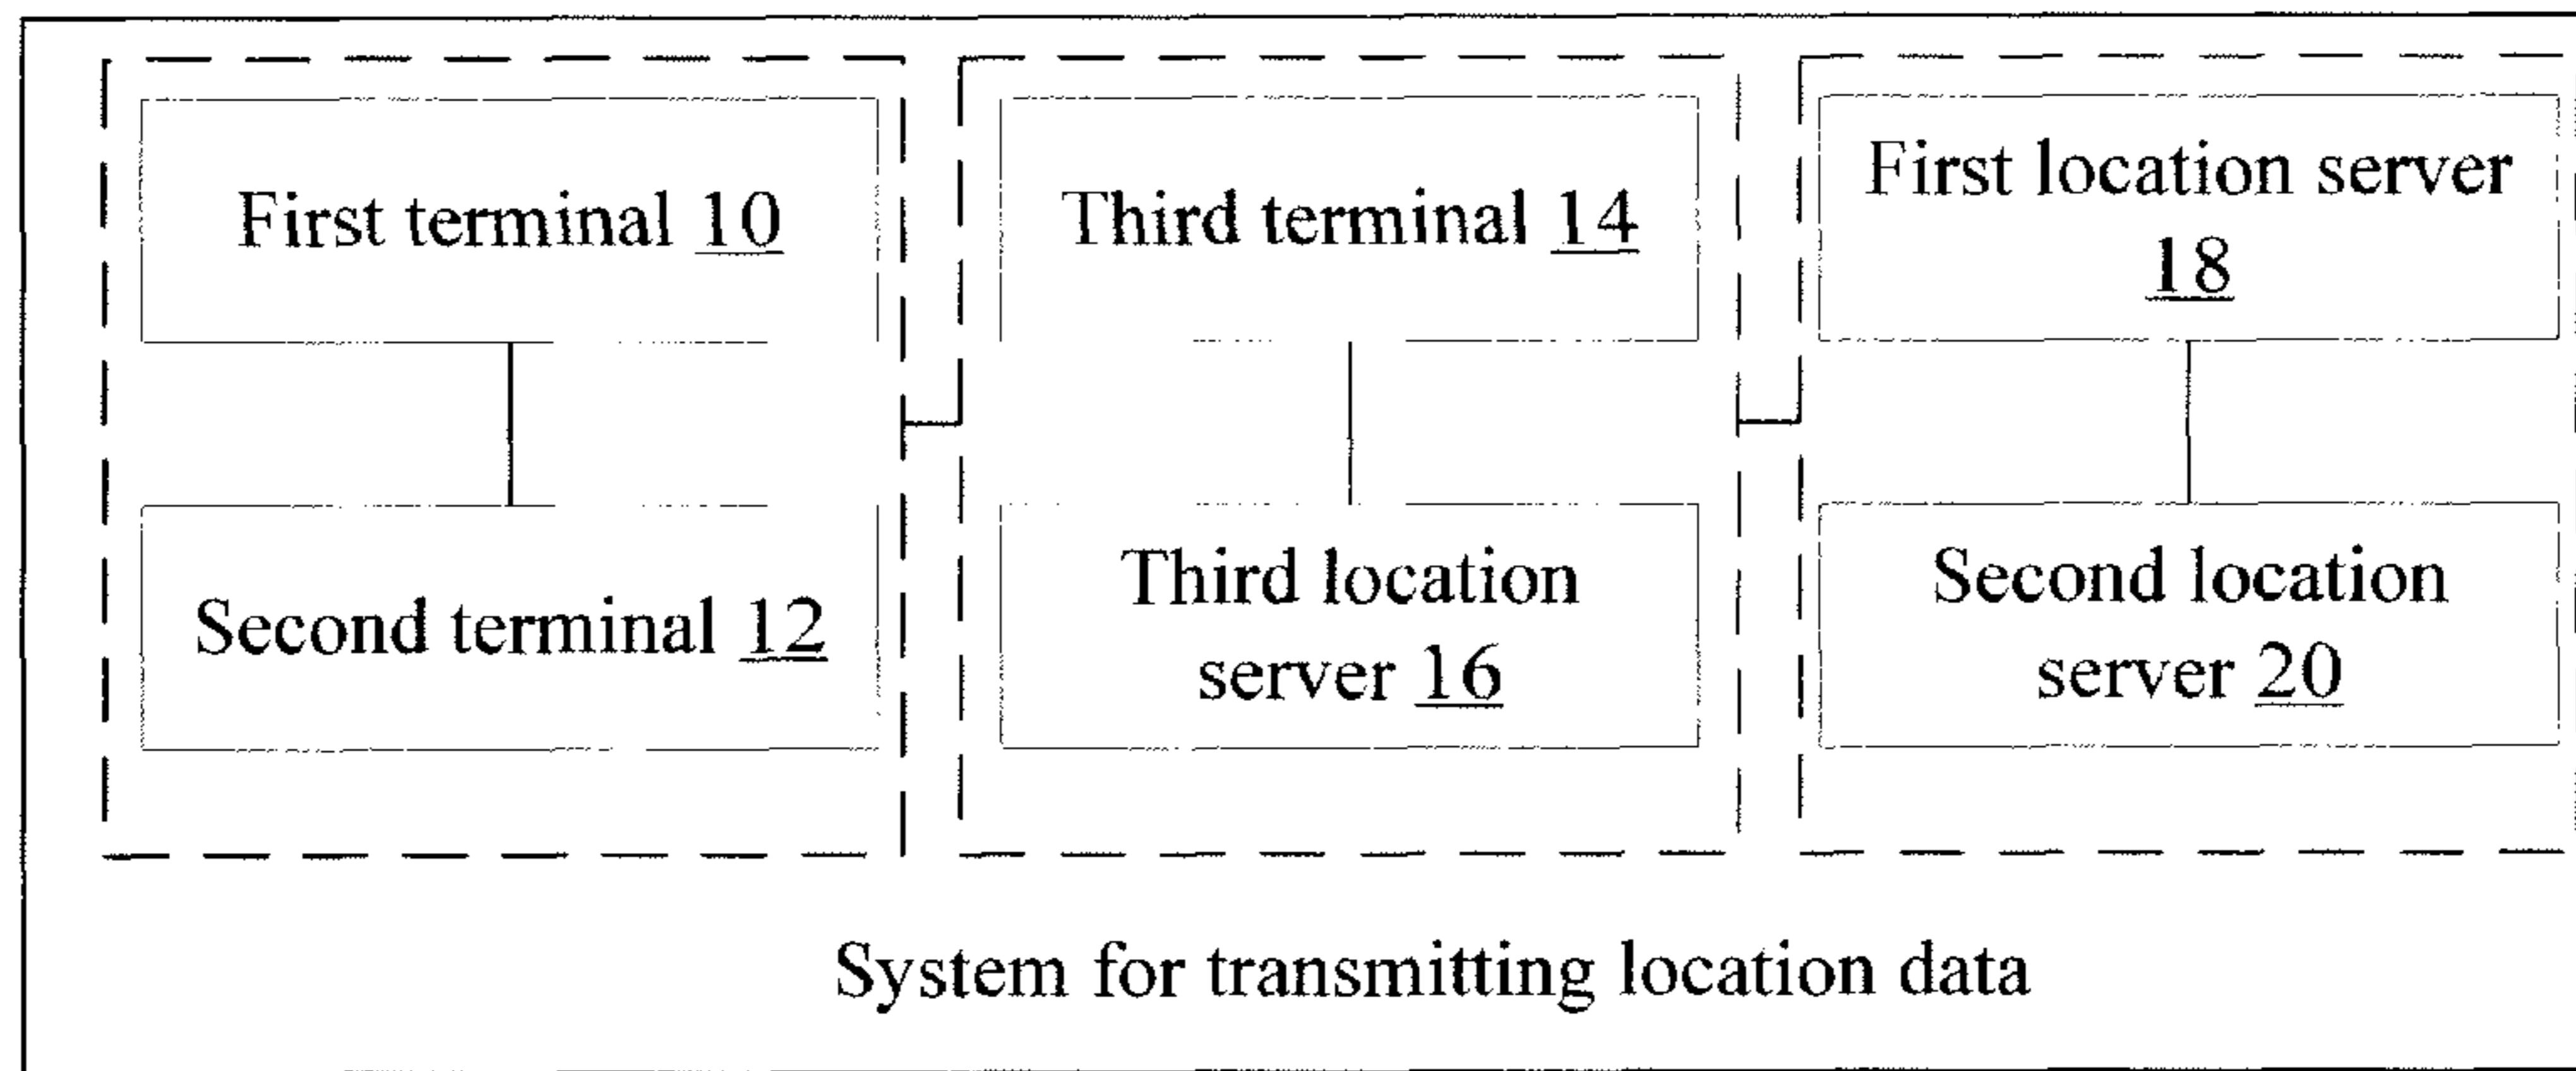 First terminal 10
Second terminal 12
Third terminal 14
Third location
server 16
First location server
18
Second location
server 20
System for transmitting location data